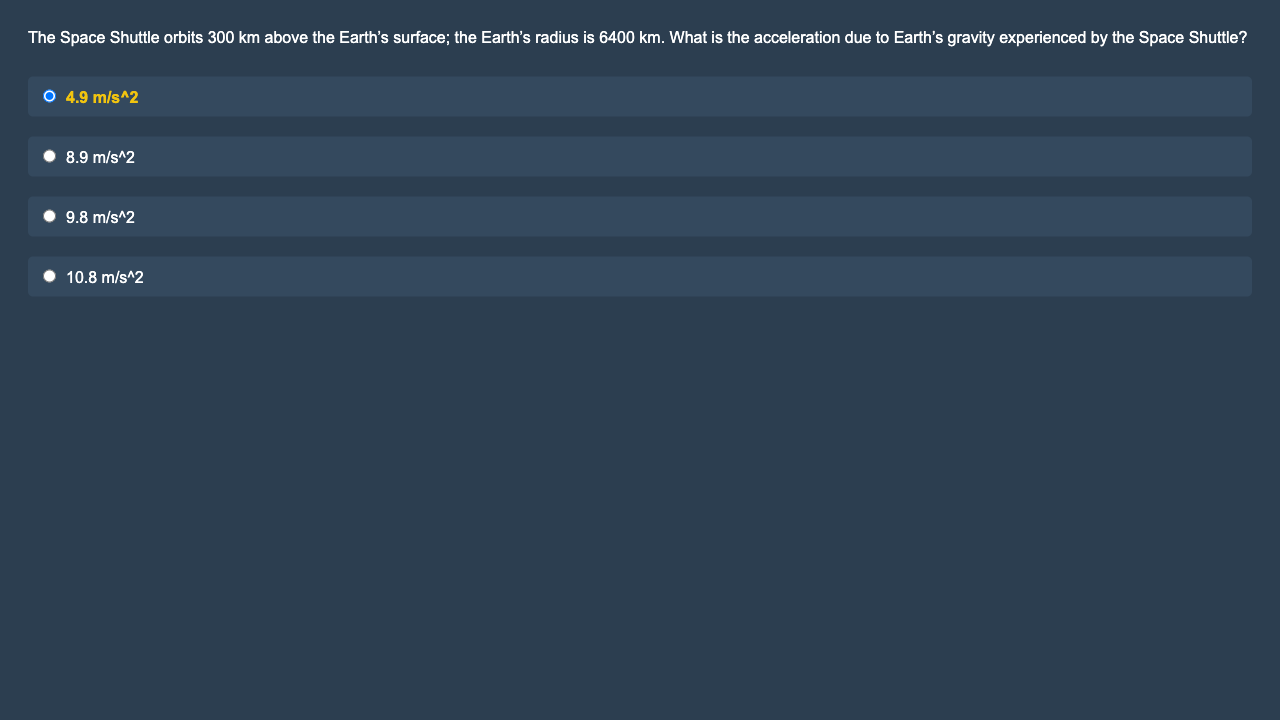 The Space Shuttle orbits 300 km above the Earth’s surface; the Earth’s radius is 6400 km. What is the acceleration due to Earth’s gravity experienced by the Space Shuttle?
4.9 m/s^2
8.9 m/s^2
9.8 m/s^2
10.8 m/s^2